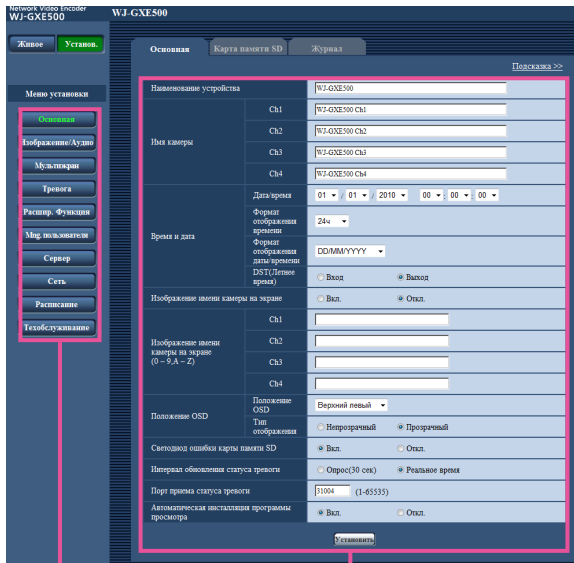 Network Video Encoder
WJ-GXE500
WJ-GXE500
Живое
Установ.
Основная
Карта памяти SD
Журнал
Подсказка >>
Меню установки
Основная
Изображение/Аудио
Мультиэкран
Тревога
Расшир. Функция
Mng. пользователя
Сервер
Сеть
Расписание
Техобслуживание
Наименование устройства
WJ-GXE500
Имя камеры
Ch1
WJ-GXE500 Ch1
Ch2
WJ-GXE500 Ch2
Ch3
WJ-GXE500 Ch3
Ch4
WJ-GXE500 Ch4
Время и дата
Дата/время
01 / 01 / 2010 00 : 00 : 00
Формат
отображения
времени
24ч
Формат
отображения
даты/времени
DD/MM/YYYY
DST(Летнее
время)
Вход
Выход
Изображение имени камеры на экране
Вкл.
Откл.
Изображение имени
камеры на экране
(0 – 9,A – Z)
Ch1
Ch2
Ch3
Ch4
Положение OSD
Положение
OSD
Верхний левый
Тип
отображения
Непрозрачный
Прозрачный
Светодиод ошибки карты памяти SD
Вкл.
Откл.
Интервал обновления статуса тревоги
Опрос(30 сек)
Реальное время
Порт приема статуса тревоги
31004
(1-65535)
Автоматическая инсталляция программы
просмотра
Вкл.
Откл.
Установить